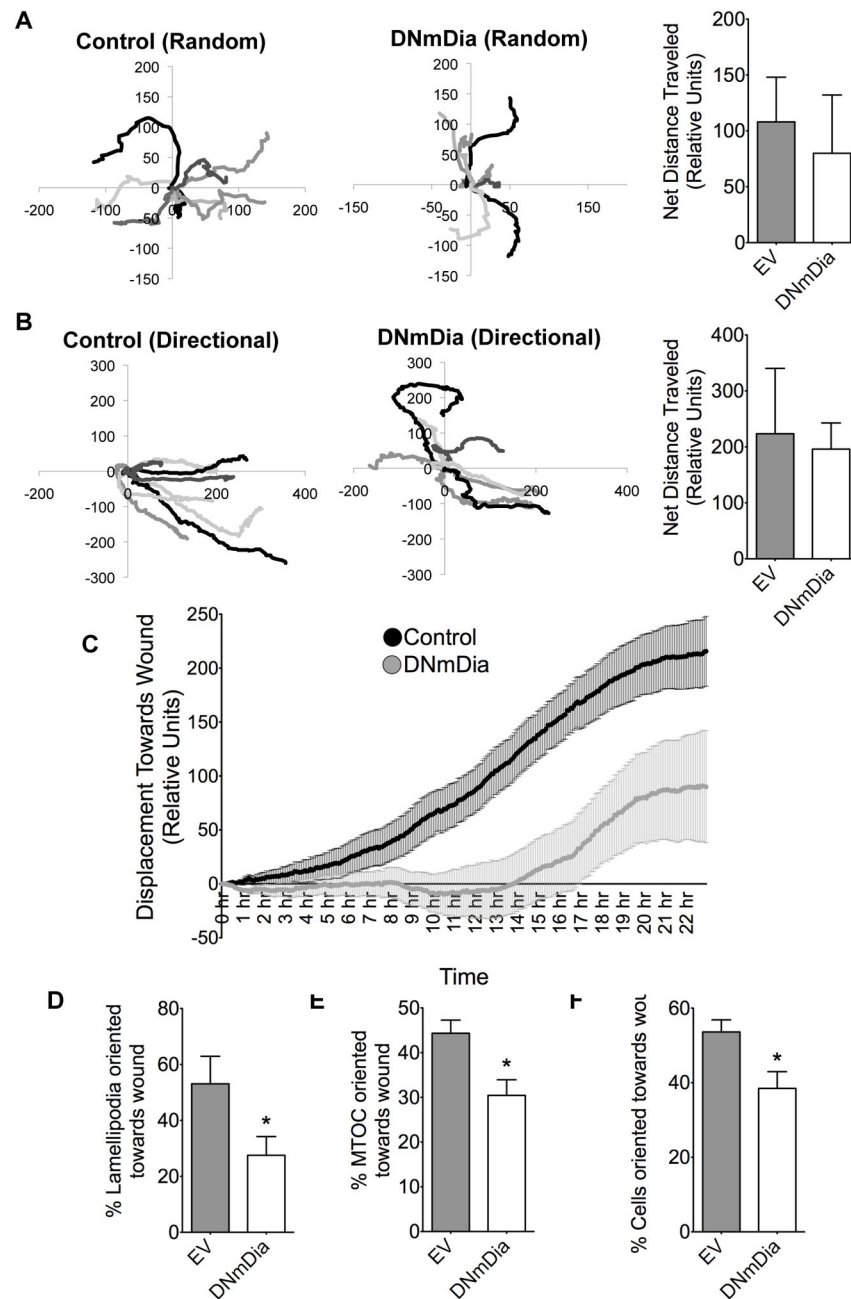 A
Control (Random)
200
150
100
50
0
-50
-100
-150
-200
-100
0
100
200
DNmDia (Random)
200
150
100
50
0
-50
-100
-150
-150
-50
50
150
Net Distance Traveled
(Relative Units)
200
150
100
50
0
EV
DNmDia
B
Control (Directional)
300
200
100
0
-100
-200
-300
-200
0
200
400
DNmDia (Directional)
300
200
100
0
-100
-200
-300
-200
0
200
400
Net Distance Traveled
(Relative Units)
400
300
200
100
0
EV
DNmDia
C
Displacement Towards Wound
(Relative Units)
250
200
150
100
50
0
-50
Control
DNmDia
0 hr
1 hr
2 hr
3 hr
4 hr
5 hr
6 hr
7 hr
8 hr
9 hr
10 hr
11 hr
12 hr
13 hr
14 hr
15 hr
16 hr
17 hr
18 hr
19 hr
20 hr
21 hr
22 hr
Time
D
% Lamellipodia oriented
towards wound
80
60
40
20
0
*
EV
DNmDia
E
% MTOC oriented
towards wound
50
40
30
20
10
0
*
EV
DNmDia
F
% Cells oriented towards
60
40
20
0
*
EV
DNmDia